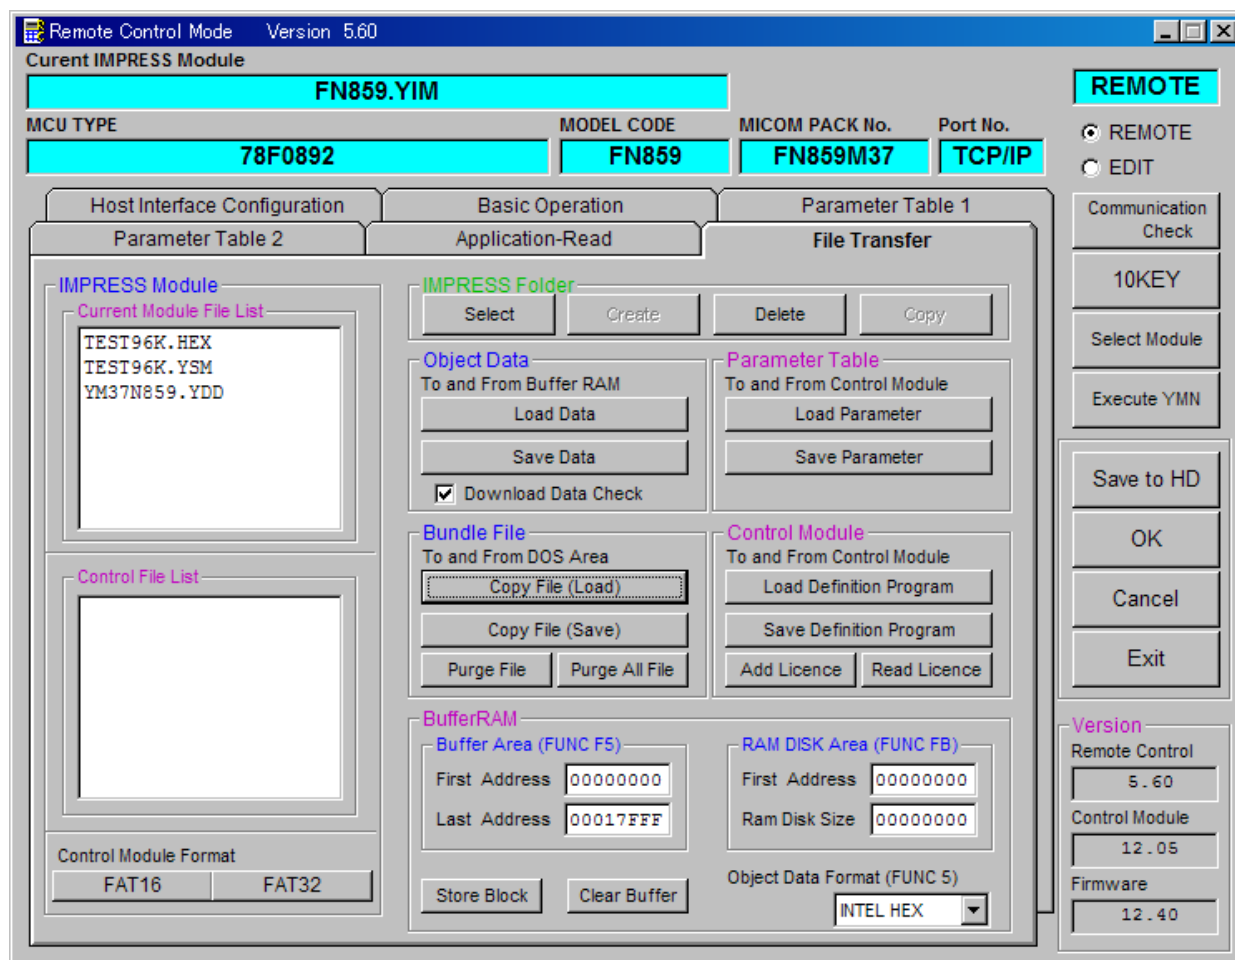 Remote Control Mode Version 5.60
Curent IMPRESS Module
FN859.YIM
REMOTE
MCU TYPE
MODEL CODE
MICOM PACK No.
Port No.
78F0892
FN859
FN859M37
TCP/IP
REMOTE
EDIT
Host Interface Configuration
Basic Operation
Parameter Table 1
Parameter Table 2
Application-Read
File Transfer
IMPRESS Module
Current Module File List
TEST96K.HEX
TEST96K.YSM
YM37N859.YDD
Control File List
Control Module Format
FAT16
FAT32
IMPRESS Folder
Select
Create
Delete
Copy
Object Data
To and From Buffer RAM
Load Data
Save Data
Download Data Check
Parameter Table
To and From Control Module
Load Parameter
Save Parameter
Bundle File
To and From DOS Area
Copy File (Load)
Copy File (Save)
Purge File
Purge All File
Control Module
To and From Control Module
Load Definition Program
Save Definition Program
Add Licence
Read Licence
BufferRAM
Buffer Area (FUNC F5)
First Address 00000000
Last Address 00017FFF
RAM DISK Area (FUNC FB)
First Address 00000000
Ram Disk Size 00000000
Store Block
Clear Buffer
Object Data Format (FUNC 5)
INTEL HEX
Communication
Check
10KEY
Select Module
Execute YMN
Save to HD
OK
Cancel
Exit
Version
Remote Control
5.60
Control Module
12.05
Firmware
12.40